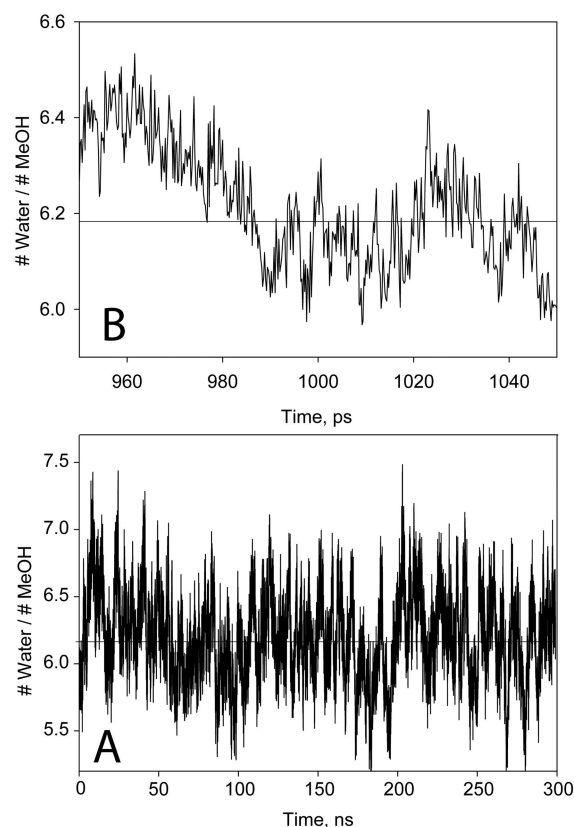 6.6
6.4
6.2
6.0
# Water / # MeOH
B
960 980 1000 1020 1040
Time, ps
7.5
7.0
6.5
6.0
5.5
# Water / # MeOH
A
0 50 100 150 200 250 300
Time, ns